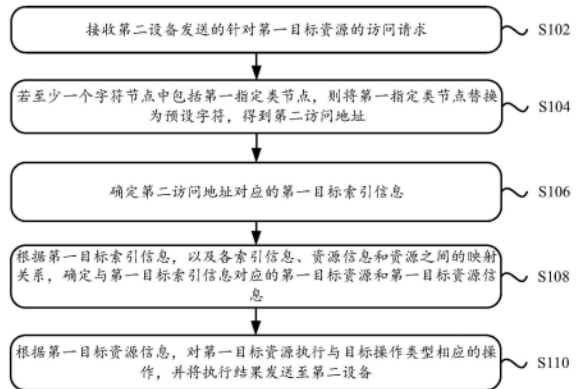 接收第二设备发送的针对第一目标资源的访问请求
S102
若至少一个字符节点中包括第一指定类节点，则将第一指定类节点替换
为预设字符，得到第二访问地址
S104
确定第二访问地址对应的第一目标索引信息
S106
根据第一目标索引信息，以及各索引信息、资源信息和资源之间的映射
关系，确定与第一目标索引信息对应的第一目标资源和第一目标资源信
息
S108
根据第一目标资源信息，对第一目标资源执行与目标操作类型相应的操
作，并将执行结果发送至第二设备
S110